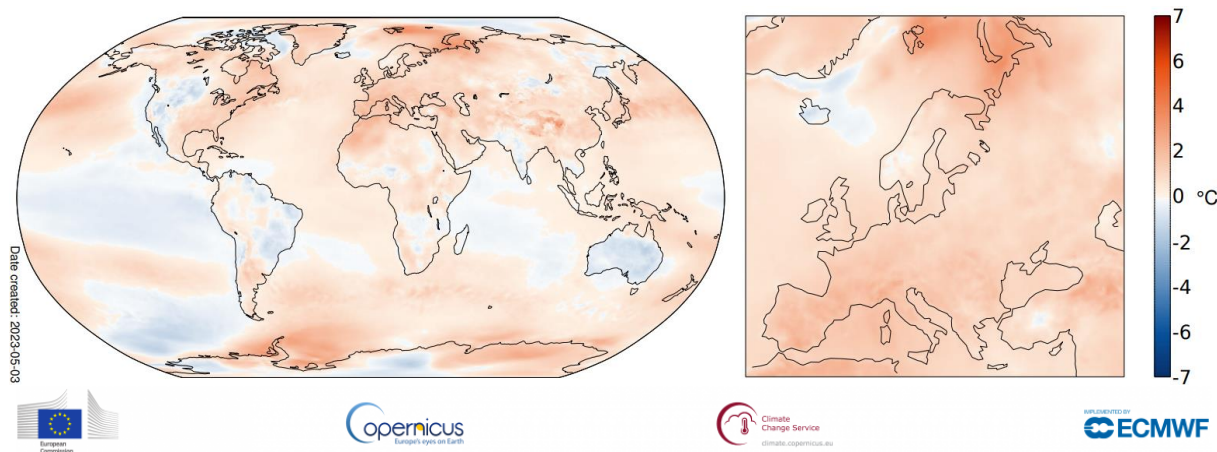 7
6
4
2
0 °C
-2
-4
-6
-7
Date created: 2023-05-03
European
Commission
opernicus
Europe's eyes on Earth
Climate
Change Service
climate.copernicus.eu
IMPLEMENTED BY
ECMWF